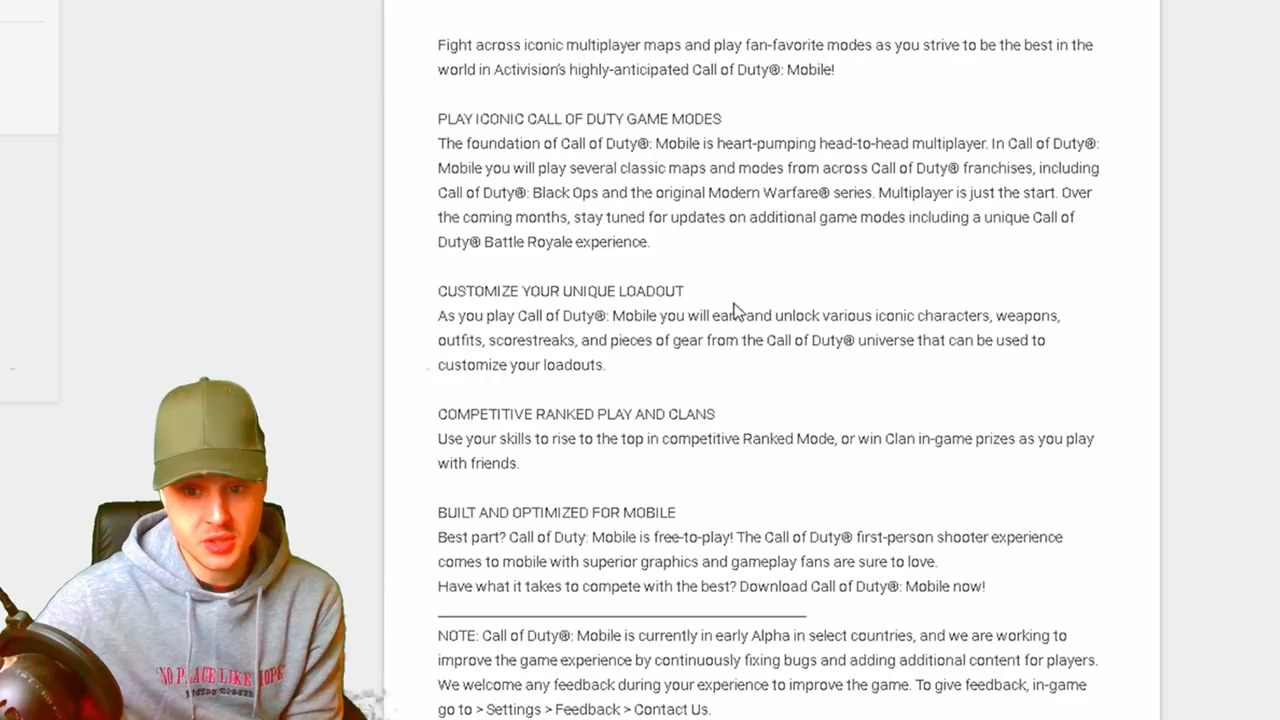 Fight across iconic multiplayer maps and play fan-favorite modes as you strive to be the best in the
world in Activision's highly-anticipated Call of Duty®: Mobile!
PLAY ICONIC CALL OF DUTY GAME MODES
The foundation of Call of Duty®: Mobile is heart-pumping head-to-head multiplayer. In Call of Duty®:
Mobile you will play several classic maps and modes from across Call of Duty® franchises, including
Call of Duty®: Black Ops and the original Modern Warfare® series. Multiplayer is just the start. Over
the coming months, stay tuned for updates on additional game modes including a unique Call of
Duty® Battle Royale experience.
CUSTOMIZE YOUR UNIQUE LOADOUT
As you play Call of Duty®: Mobile you will earn and unlock various iconic characters, weapons,
outfits, scorestreaks, and pieces of gear from the Call of Duty® universe that can be used to
customize your loadouts.
COMPETITIVE RANKED PLAY AND CLANS
Use your skills to rise to the top in competitive Ranked Mode, or win Clan in-game prizes as you play
with friends.
BUILT AND OPTIMIZED FOR MOBILE
Best part? Call of Duty: Mobile is free-to-play! The Call of Duty® first-person shooter experience
comes to mobile with superior graphics and gameplay fans are sure to love.
Have what it takes to compete with the best? Download Call of Duty®: Mobile now!
NOTE: Call of Duty®: Mobile is currently in early Alpha in select countries, and we are working to
improve the game experience by continuously fixing bugs and adding additional content for players.
We welcome any feedback during your experience to improve the game. To give feedback, in-game
go to > Settings > Feedback > Contact Us.
"NO PLACE LIKE HOPE"